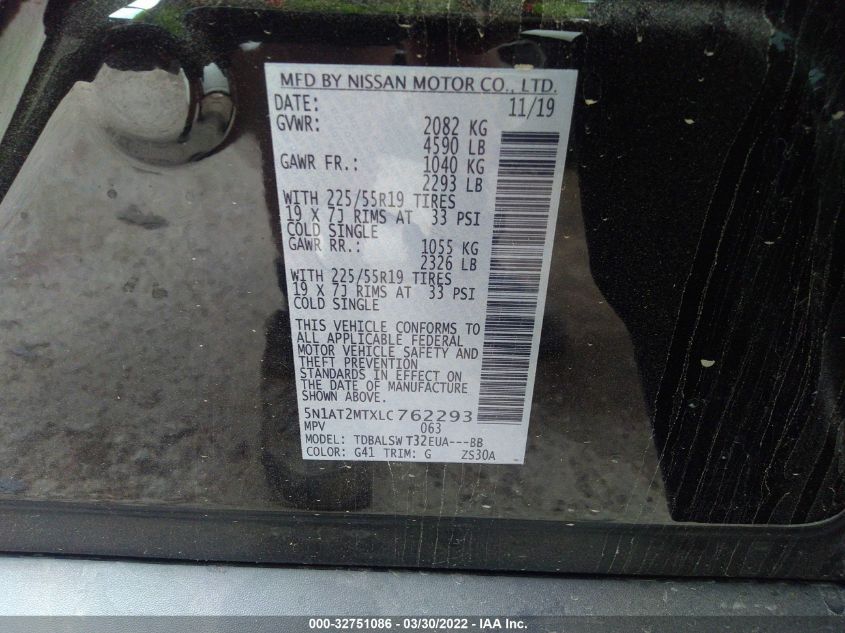 MFD BY NISSAN MOTOR CO., LTD.
DATE: 11/19
GVWR: 2082 KG
4590 LB
GAWR FR.: 1040 KG
2293 LB
WITH 225/55R19 TIRES
19 X 7J RIMS AT 33 PSI
COLD SINGLE
GAWR RR.: 1055 KG
2326 LB
WITH 225/55R19 TIRES
19 X 7J RIMS AT 33 PSI
COLD SINGLE
THIS VEHICLE CONFORMS TO
ALL APPLICABLE FEDERAL
MOTOR VEHICLE SAFETY AND
THEFT PREVENTION
STANDARDS IN EFFECT ON
THE DATE OF MANUFACTURE
SHOWN ABOVE.
5N1AT2MTXLC762293
MPV 063
MODEL: TDBALSW T32EUA---BB
COLOR: G41 TRIM: G ZS30A
000-32751086 - 03/30/2022 - IAA Inc.